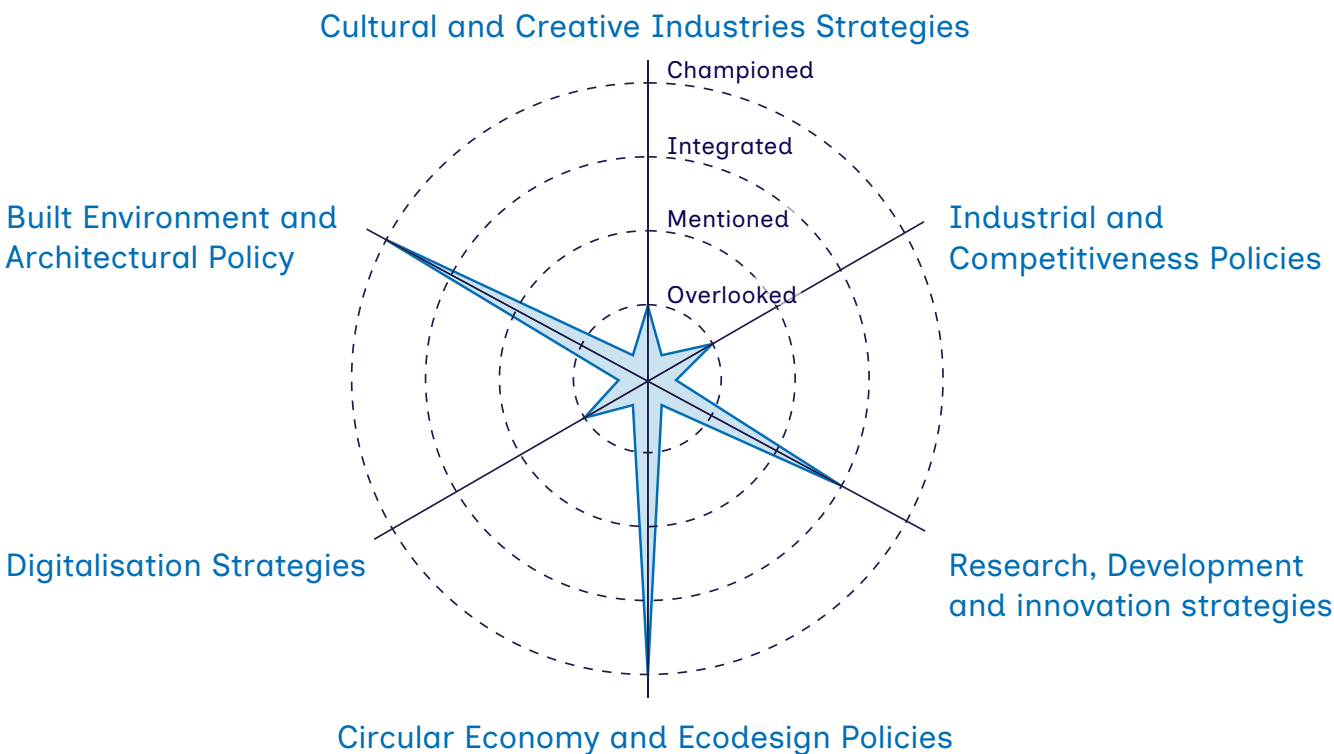 Cultural and Creative Industries Strategies
Championed
Integrated
Mentioned
Overlooked
Built Environment and
Architectural Policy
Industrial and
Competitiveness Policies
Digitalisation Strategies
Research, Development
and innovation strategies
Circular Economy and Ecodesign Policies